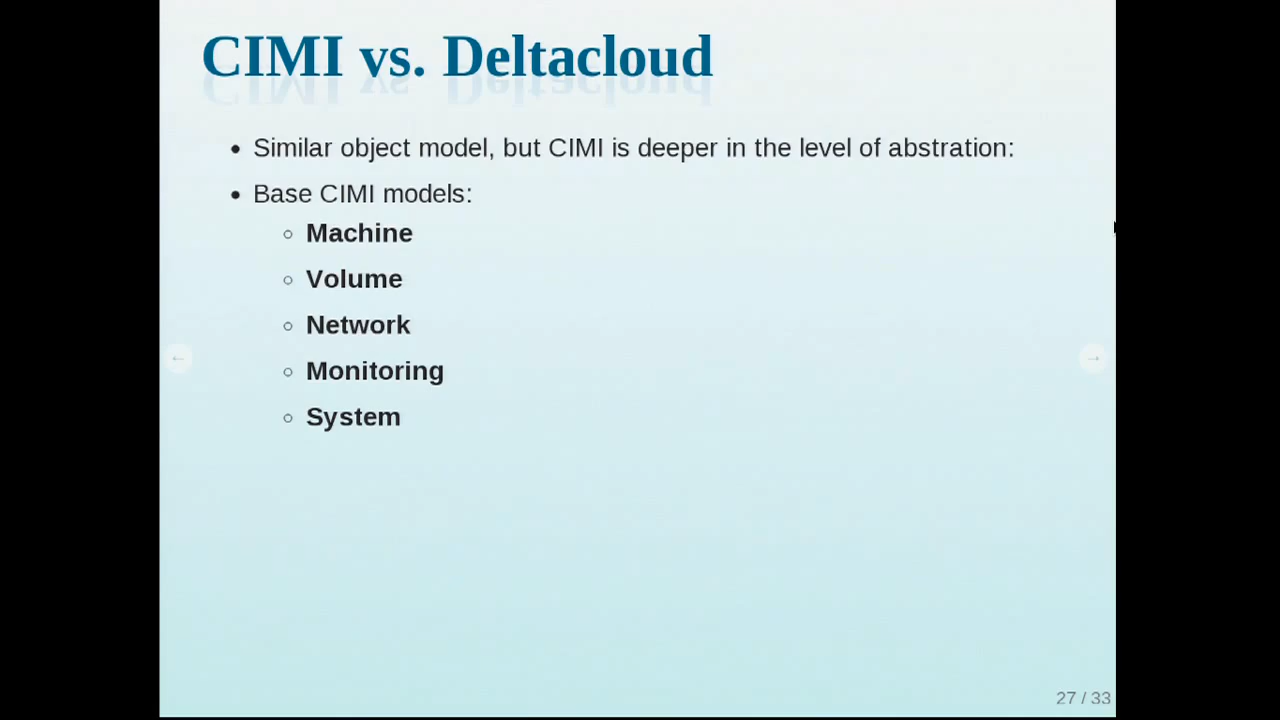 CIMI vs. Deltacloud
Similar object model, but CIMI is deeper in the level of abstration:
Base CIMI models:
Machine
Volume
Network
Monitoring
System
←
→
27 / 33